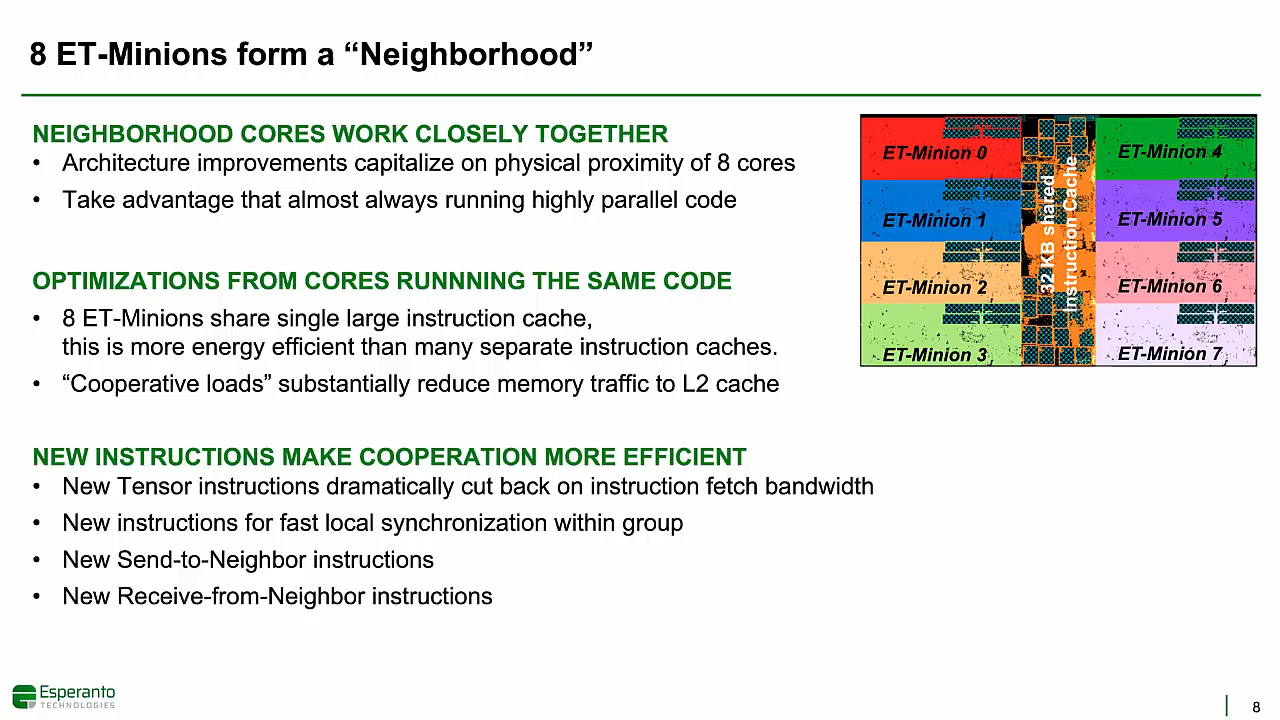 8 ET-Minions form a “Neighborhood”
NEIGHBORHOOD CORES WORK CLOSELY TOGETHER
• Architecture improvements capitalize on physical proximity of 8 cores
• Take advantage that almost always running highly parallel code
OPTIMIZATIONS FROM CORES RUNNNING THE SAME CODE
• 8 ET-Minions share single large instruction cache,
this is more energy efficient than many separate instruction caches.
• “Cooperative loads” substantially reduce memory traffic to L2 cache
NEW INSTRUCTIONS MAKE COOPERATION MORE EFFICIENT
• New Tensor instructions dramatically cut back on instruction fetch bandwidth
• New instructions for fast local synchronization within group
• New Send-to-Neighbor instructions
• New Receive-from-Neighbor instructions
ET-Minion 0
ET-Minion 1
ET-Minion 2
ET-Minion 3
32 KB shared
Instruction Cache
ET-Minion 4
ET-Minion 5
ET-Minion 6
ET-Minion 7
Esperanto
TECHNOLOGIES
8